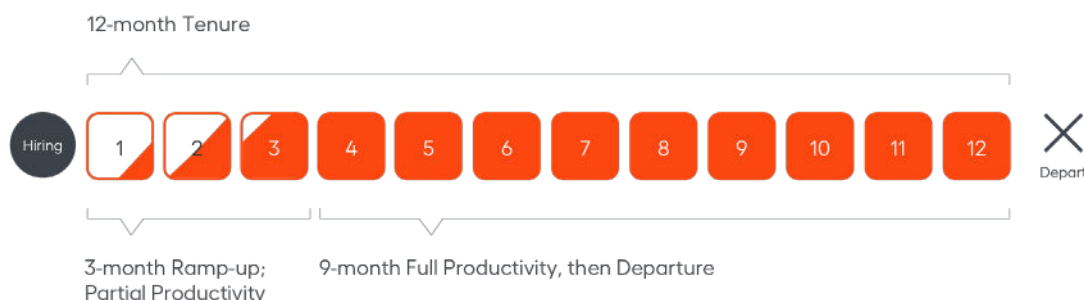 12-month Tenure
Hiring
1 2 3 4 5 6 7 8 9 10 11 12
Depart
3-month Ramp-up;
Partial Productivity
9-month Full Productivity, then Departure